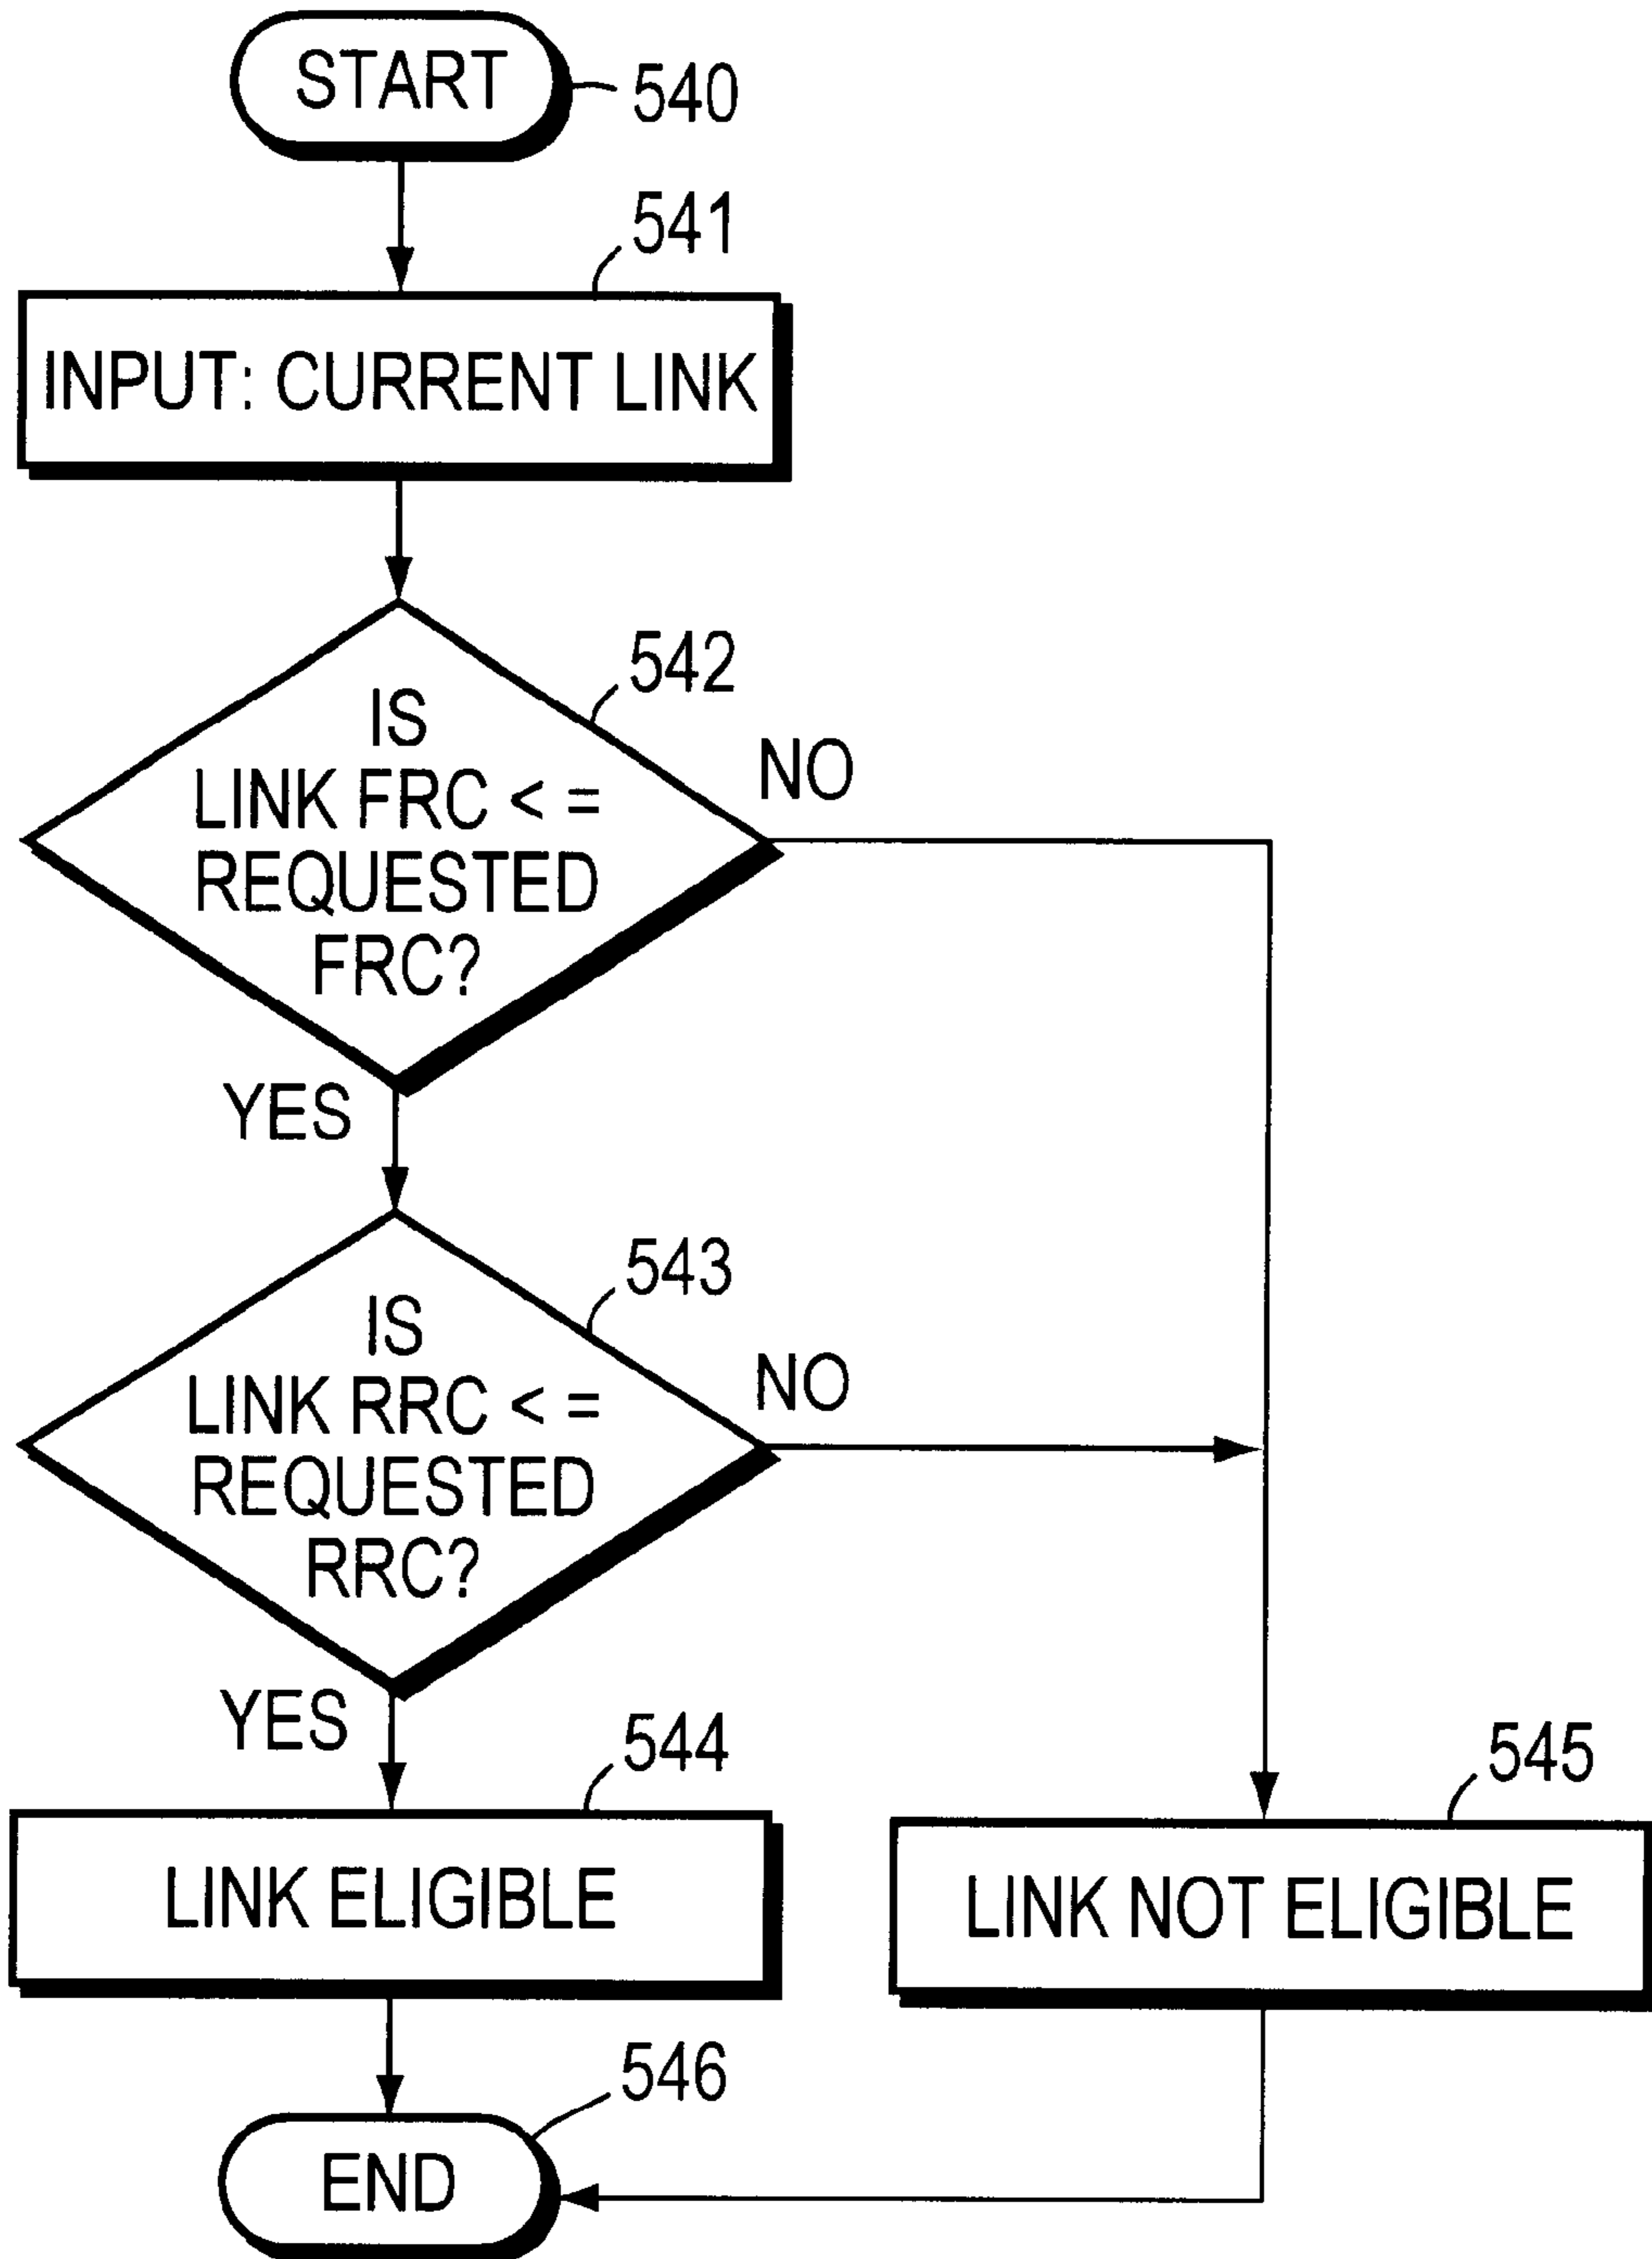 START
540
541
INPUT: CURRENT LINK
542
IS
LINK FRC < =
REQUESTED
FRC?
NO
YES
543
IS
LINK RRC < =
REQUESTED
RRC?
NO
YES
544
LINK ELIGIBLE
545
LINK NOT ELIGIBLE
546
END